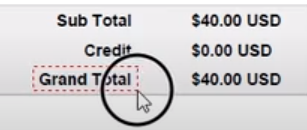 Sub Total $40.00 USD
Credit $0.00 USD
Grand Total $40.00 USD